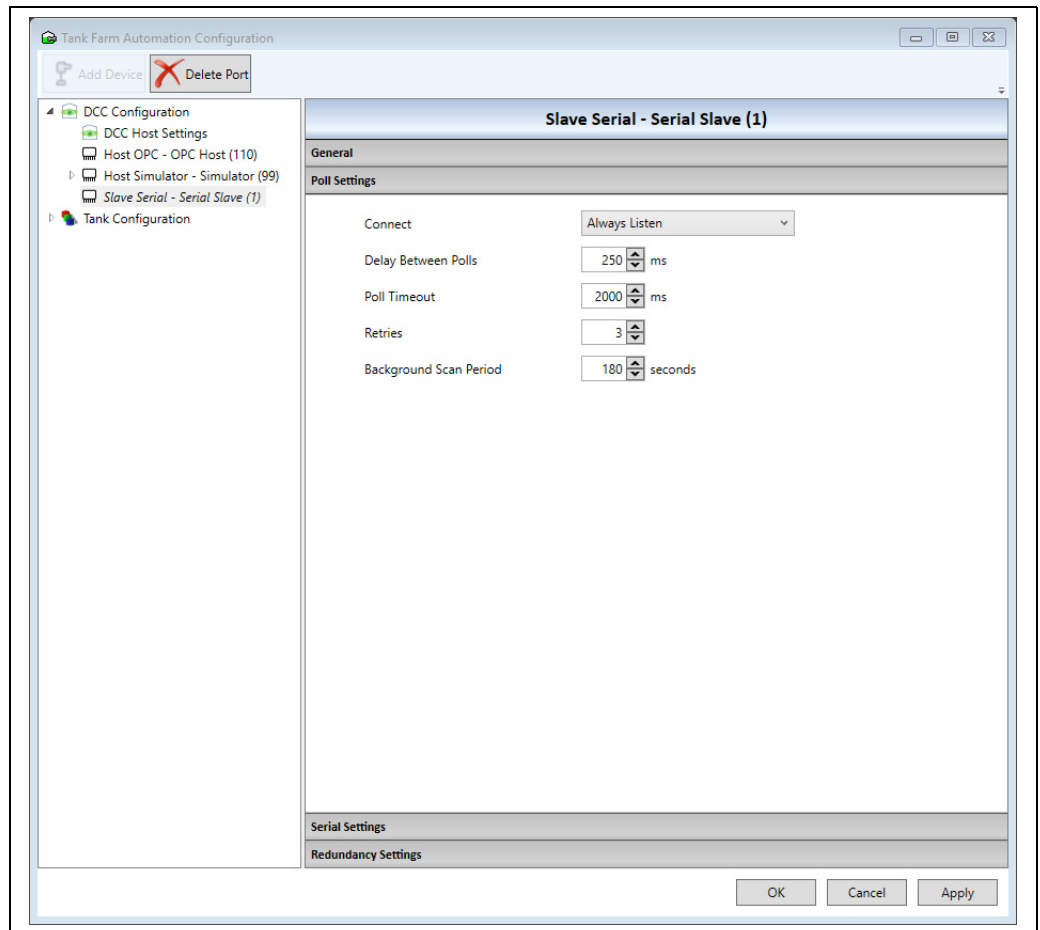 Tank Farm Automation Configuration
Add Device Delete Port
DCC Configuration
DCC Host Settings
Host OPC - OPC Host (110)
Host Simulator - Simulator (99)
Slave Serial - Serial Slave (1)
Tank Configuration
Slave Serial - Serial Slave (1)
General
Poll Settings
Connect Always Listen
Delay Between Polls 250 ms
Poll Timeout 2000 ms
Retries 3
Background Scan Period 180 seconds
Serial Settings
Redundancy Settings
OK Cancel Apply